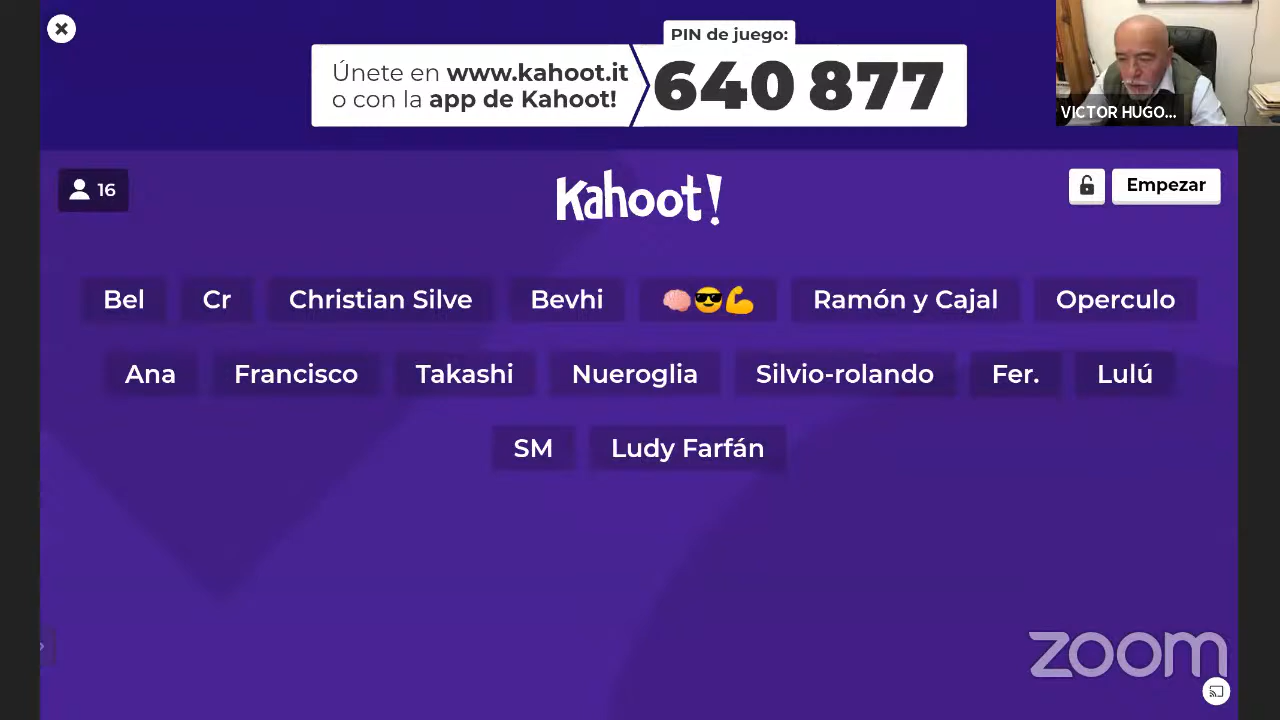 PIN de juego:
Únete en www.kahoot.it
o con la app de Kahoot!
640 877
VICTOR HUGO...
16
Kahoot!
Empezar
Bel Cr Christian Silve Bevhi 🧠😎💪 Ramón y Cajal Operculo
Ana Francisco Takashi Nueroglia Silvio-rolando Fer. Lulú
SM Ludy Farfán
zoom